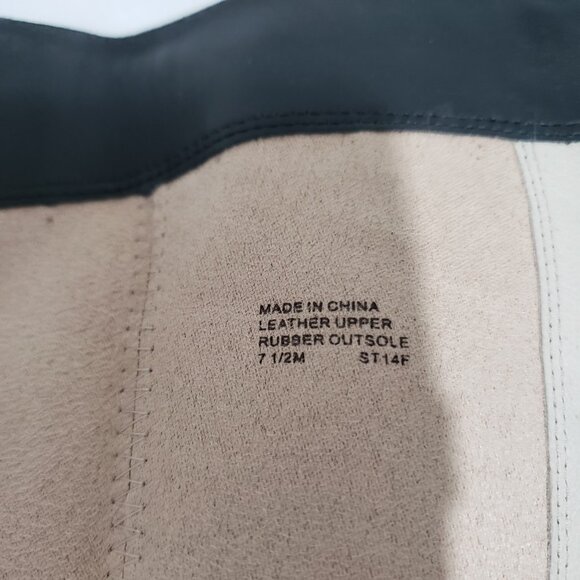 MADE IN CHINA
LEATHER UPPER
RUBBER OUTSOLE
7 1/2M ST14F